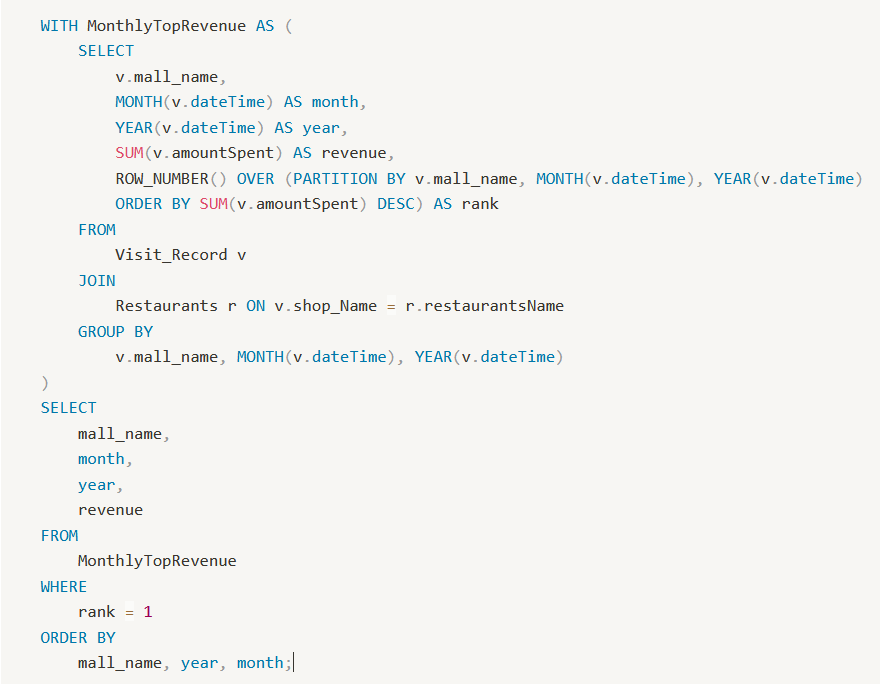 WITH MonthlyTopRevenue AS (
SELECT
v.mall_name,
MONTH(v.dateTime) AS month,
YEAR(v.dateTime) AS year,
SUM(v.amountSpent) AS revenue,
ROW_NUMBER() OVER (PARTITION BY v.mall_name, MONTH(v.dateTime), YEAR(v.dateTime)
ORDER BY SUM(v.amountSpent) DESC) AS rank
FROM
Visit_Record v
JOIN
Restaurants r ON v.shop_Name = r.restaurantsName
GROUP BY
v.mall_name, MONTH(v.dateTime), YEAR(v.dateTime)
)
SELECT
mall_name,
month,
year,
revenue
FROM
MonthlyTopRevenue
WHERE
rank = 1
ORDER BY
mall_name, year, month;